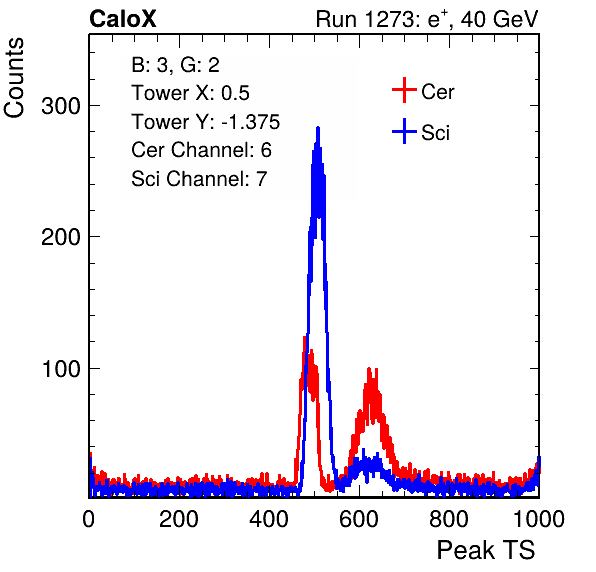 CaloX Run 1273: e⁺, 40 GeV
Counts
B: 3, G: 2
Tower X: 0.5
Tower Y: -1.375
Cer Channel: 6
Sci Channel: 7
Cer
Sci
300
200
100
0 200 400 600 800 1000
Peak TS